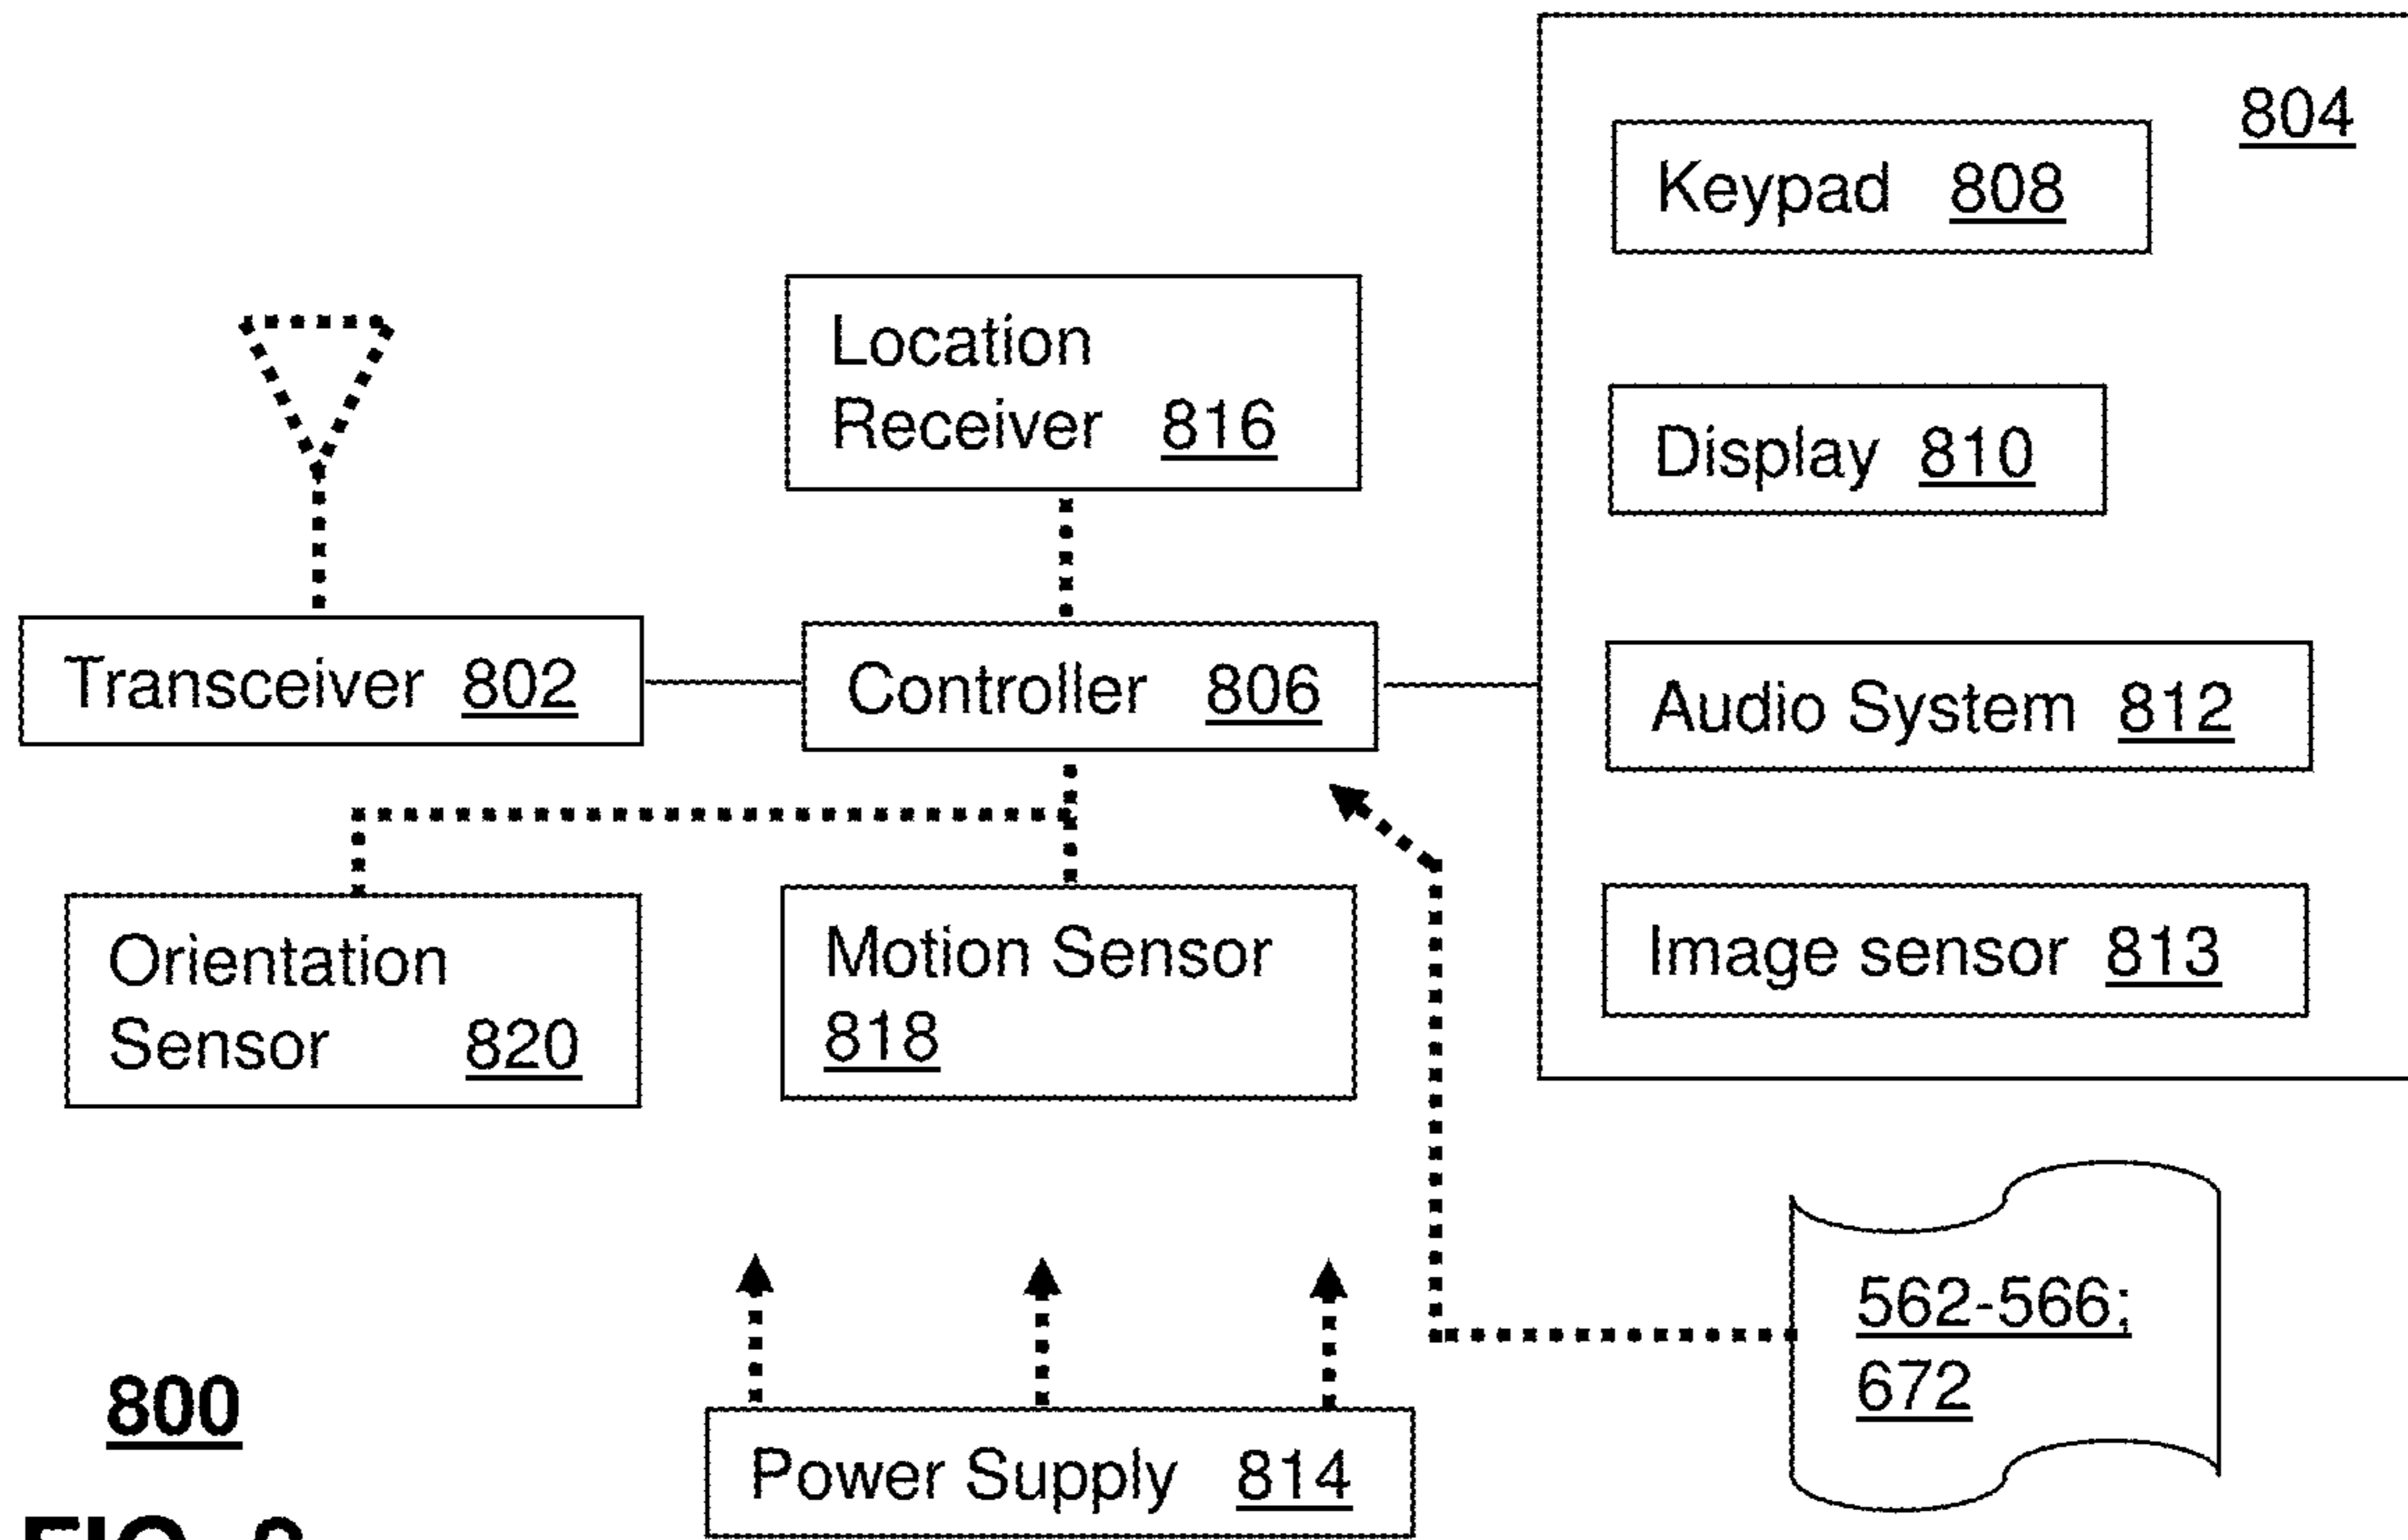 804
Keypad 808
Location
Receiver 816
Display 810
Transceiver 802
Controller 806
Audio System 812
Orientation
Sensor 820
Motion Sensor
818
Image sensor 813
562-566;
672
800
Power Supply 814